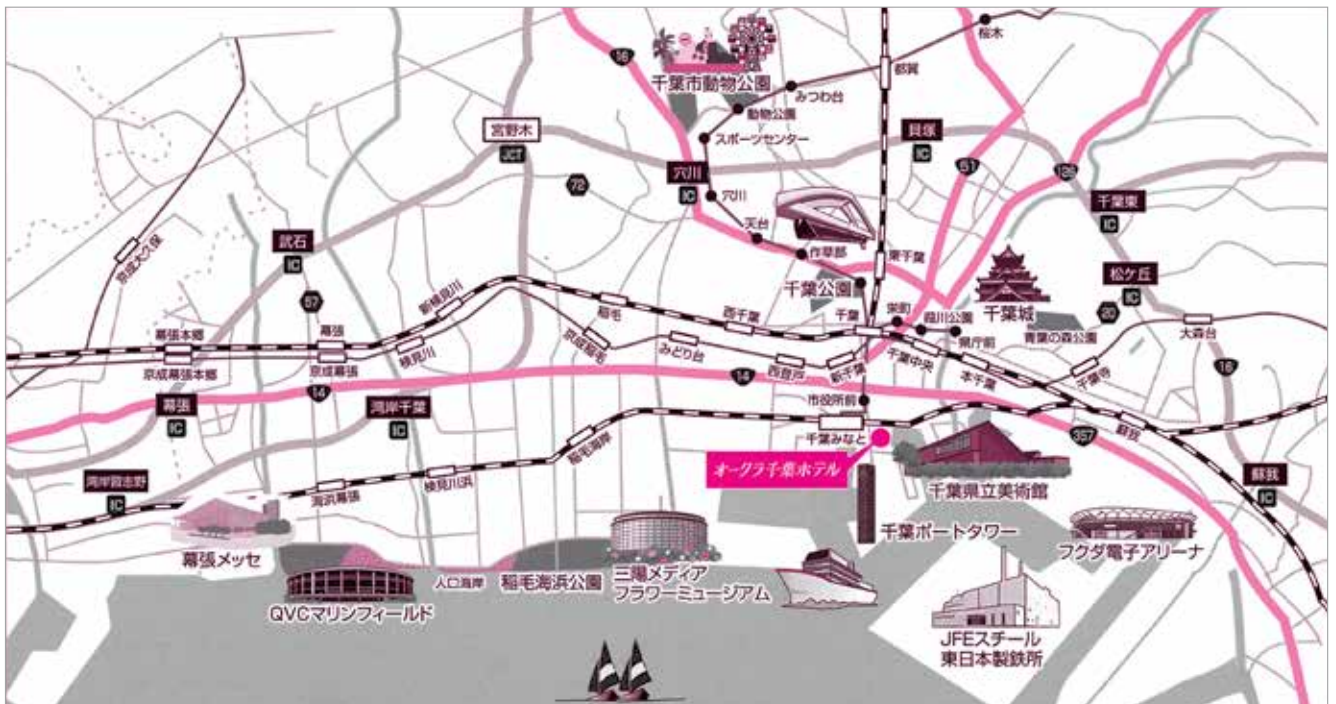 桜木
16
都賀
千葉市動物公園
みつわ台
動物公園
スポーツセンター
宮野木
JCT
貝塚
IC
51
126
穴川
IC
72
穴川
千葉東
IC
天台
作草部
東千葉
京成大久保
武石
IC
57
松ケ丘
IC
20
千葉公園
千葉城
青葉の森公園
大森台
新検見川
稲毛
西千葉
千葉
栄町
葭川公園
県庁前
幕張本郷
幕張
京成稲毛
みどり台
京成幕張本郷
京成幕張
検見川
西登戸
新千葉
千葉中央
本千葉
千葉寺
16
14
14
幕張
IC
湾岸千葉
IC
市役所前
千葉みなと
蘇我
357
稲毛海岸
オークラ千葉ホテル
湾岸習志野
IC
海浜幕張
検見川浜
千葉県立美術館
蘇我
IC
幕張メッセ
千葉ポートタワー
フクダ電子アリーナ
人口海岸
稲毛海浜公園
三陽メディア
フラワーミュージアム
QVCマリンフィールド
JFEスチール
東日本製鉄所